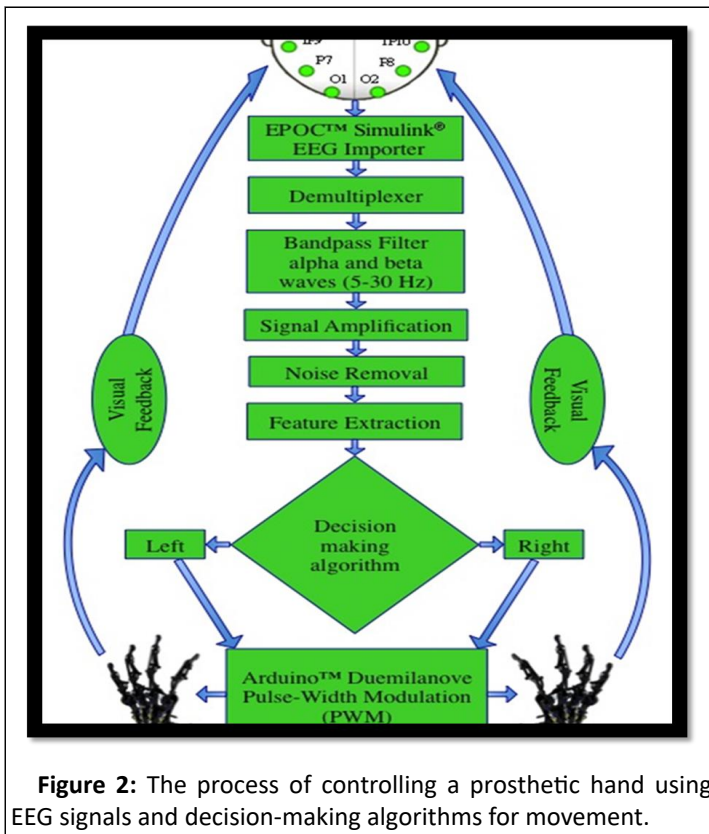 P7
F8
O1
O2
EPOC™ Simulink®
EEG Importer
Demultiplexer
Bandpass Filter
alpha and beta
waves (5-30 Hz)
Signal Amplification
Noise Removal
Feature Extraction
Visual
Feedback
Visual
Feedback
Decision
making
algorithm
Left
Right
Arduino™ Duemilanove
Pulse-Width Modulation
(PWM)
Figure 2: The process of controlling a prosthetic hand using
EEG signals and decision-making algorithms for movement.